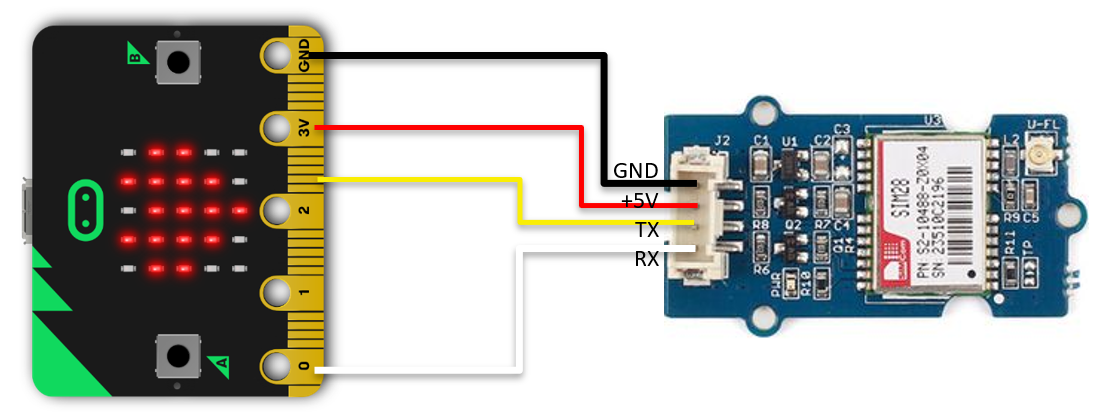 B
GND
3V
2
1
0
A
GND
+5V
TX
RX
J2
C1
U1
C2
C3
U3
L2
U-FL
R8
Q2
R7
C4
R6
Q1
R4
PWR
R10
R9
C5
R11
TP
SIM28
PN:S2-10488-Z0X04
SN:23510C2196